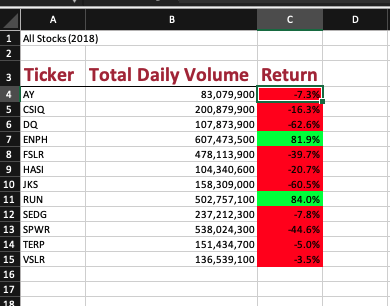 A B C D
1 All Stocks (2018)
2
3 Ticker Total Daily Volume Return
4 AY 83,079,900 -7.3%
5 CSIQ 200,879,900 -16.3%
6 DQ 107,873,900 -62.6%
7 ENPH 607,473,500 81.9%
8 FSLR 478,113,900 -39.7%
9 HASI 104,340,600 -20.7%
10 JKS 158,309,000 -60.5%
11 RUN 502,757,100 84.0%
12 SEDG 237,212,300 -7.8%
13 SPWR 538,024,300 -44.6%
14 TERP 151,434,700 -5.0%
15 VSLR 136,539,100 -3.5%
16
17
18